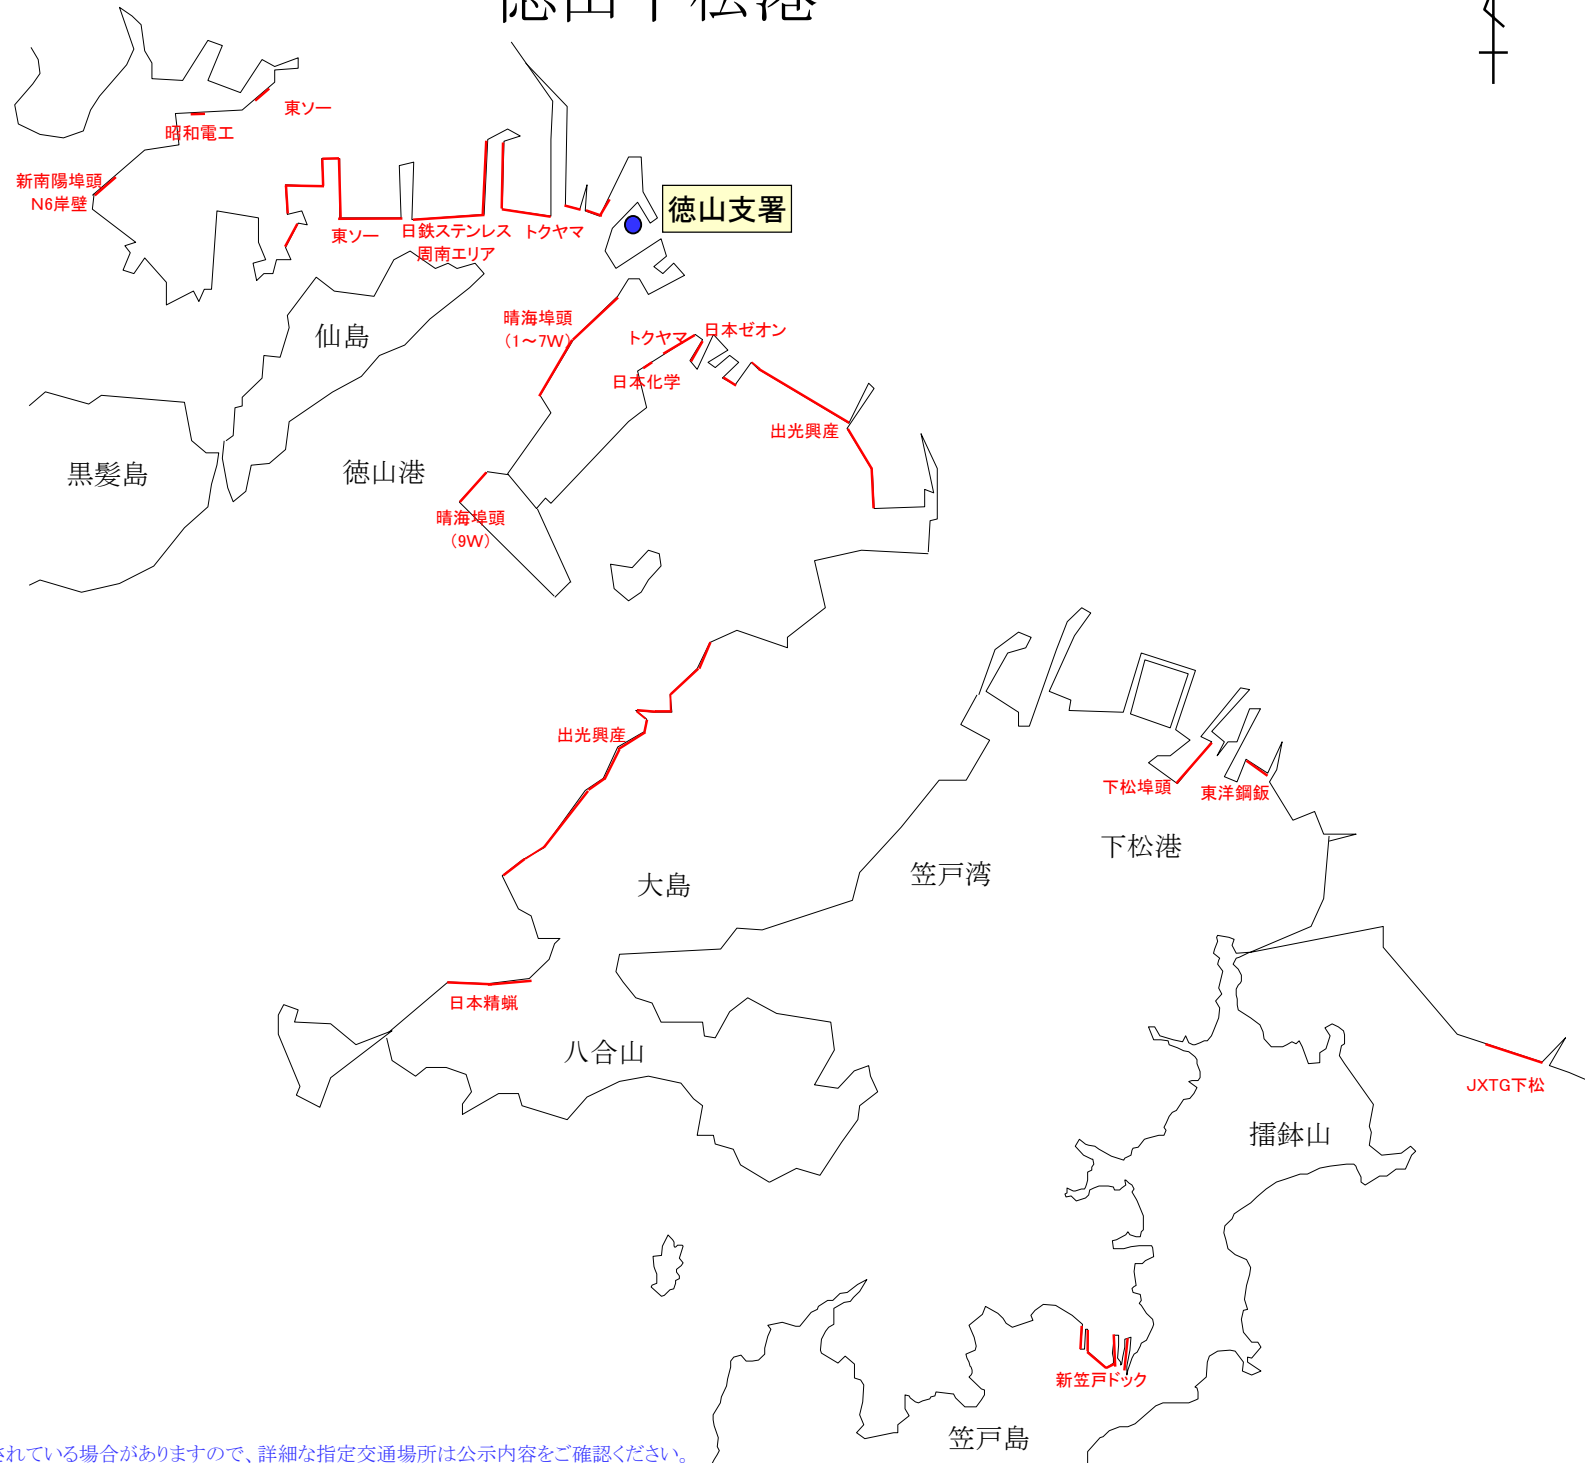 徳山下松港
東ソー
昭和電工
新南陽埠頭
N6岸壁
徳山支署
東ソー
日鉄ステンレス
周南エリア
トクヤマ
仙島
晴海埠頭
(1～7W)
トクヤマ
日本ゼオン
日本化学
出光興産
黒髪島
徳山港
晴海埠頭
(9W)
出光興産
下松埠頭
東洋鋼鈑
下松港
笠戸湾
大島
日本精蝋
八合山
JXTG下松
擂鉢山
新笠戸ドック
笠戸島
されている場合がありますので、詳細な指定交通場所は公示内容をご確認ください。